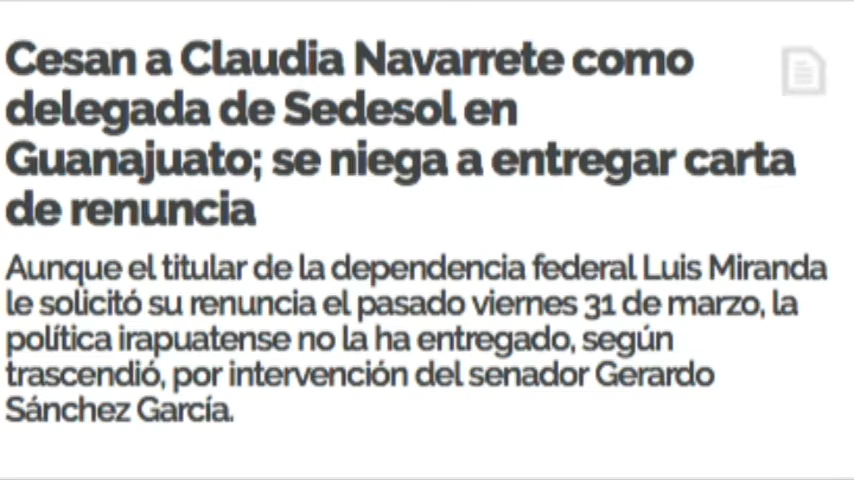 Cesan a Claudia Navarrete como
delegada de Sedesol en
Guanajuato; se niega a entregar carta
de renuncia
Aunque el titular de la dependencia federal Luis Miranda
le solicitó su renuncia el pasado viernes 31 de marzo, la
política irapuatense no la ha entregado, según
trascendió, por intervención del senador Gerardo
Sánchez García.